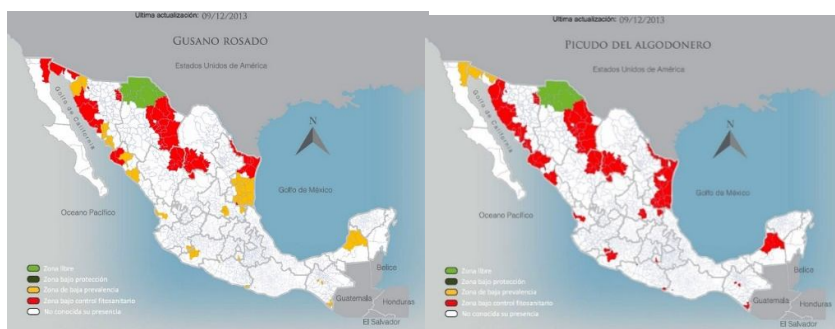 Ultima actualización: 09/12/2013
GUSANO ROSADO
Estados Unidos de América
Golfo de California
N
Golfo de México
Oceano Pacífico
Belice
Guatemala
Honduras
El Salvador
Zona libre
Zona bajo protección
Zona de baja prevalencia
Zona bajo control fitosanitario
No conocida su presencia
Ultima actualización: 09/12/2013
PICUDO DEL ALGODONERO
Estados Unidos de América
Golfo de California
N
Golfo de México
Oceano Pacífico
Belice
Guatemala
Honduras
El Salvador
Zona libre
Zona bajo protección
Zona de baja prevalencia
Zona bajo control fitosanitario
No conocida su presencia